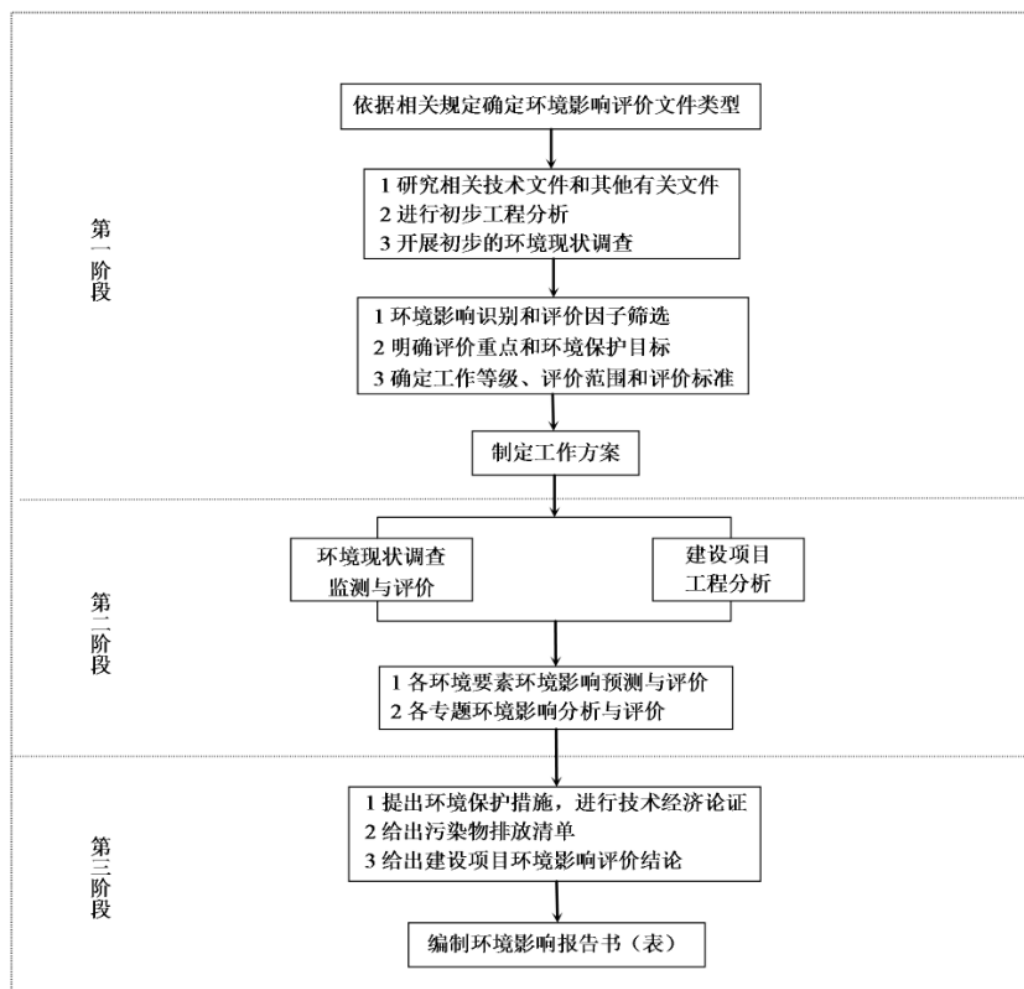 依据相关规定确定环境影响评价文件类型
1 研究相关技术文件和其他有关文件
2 进行初步工程分析
3 开展初步的环境现状调查
第一阶段
1 环境影响识别和评价因子筛选
2 明确评价重点和环境保护目标
3 确定工作等级、评价范围和评价标准
制定工作方案
环境现状调查
监测与评价
建设项目
工程分析
第二阶段
1 各环境要素环境影响预测与评价
2 各专题环境影响分析与评价
1 提出环境保护措施，进行技术经济论证
2 给出污染物排放清单
3 给出建设项目环境影响评价结论
第三阶段
编制环境影响报告书（表）